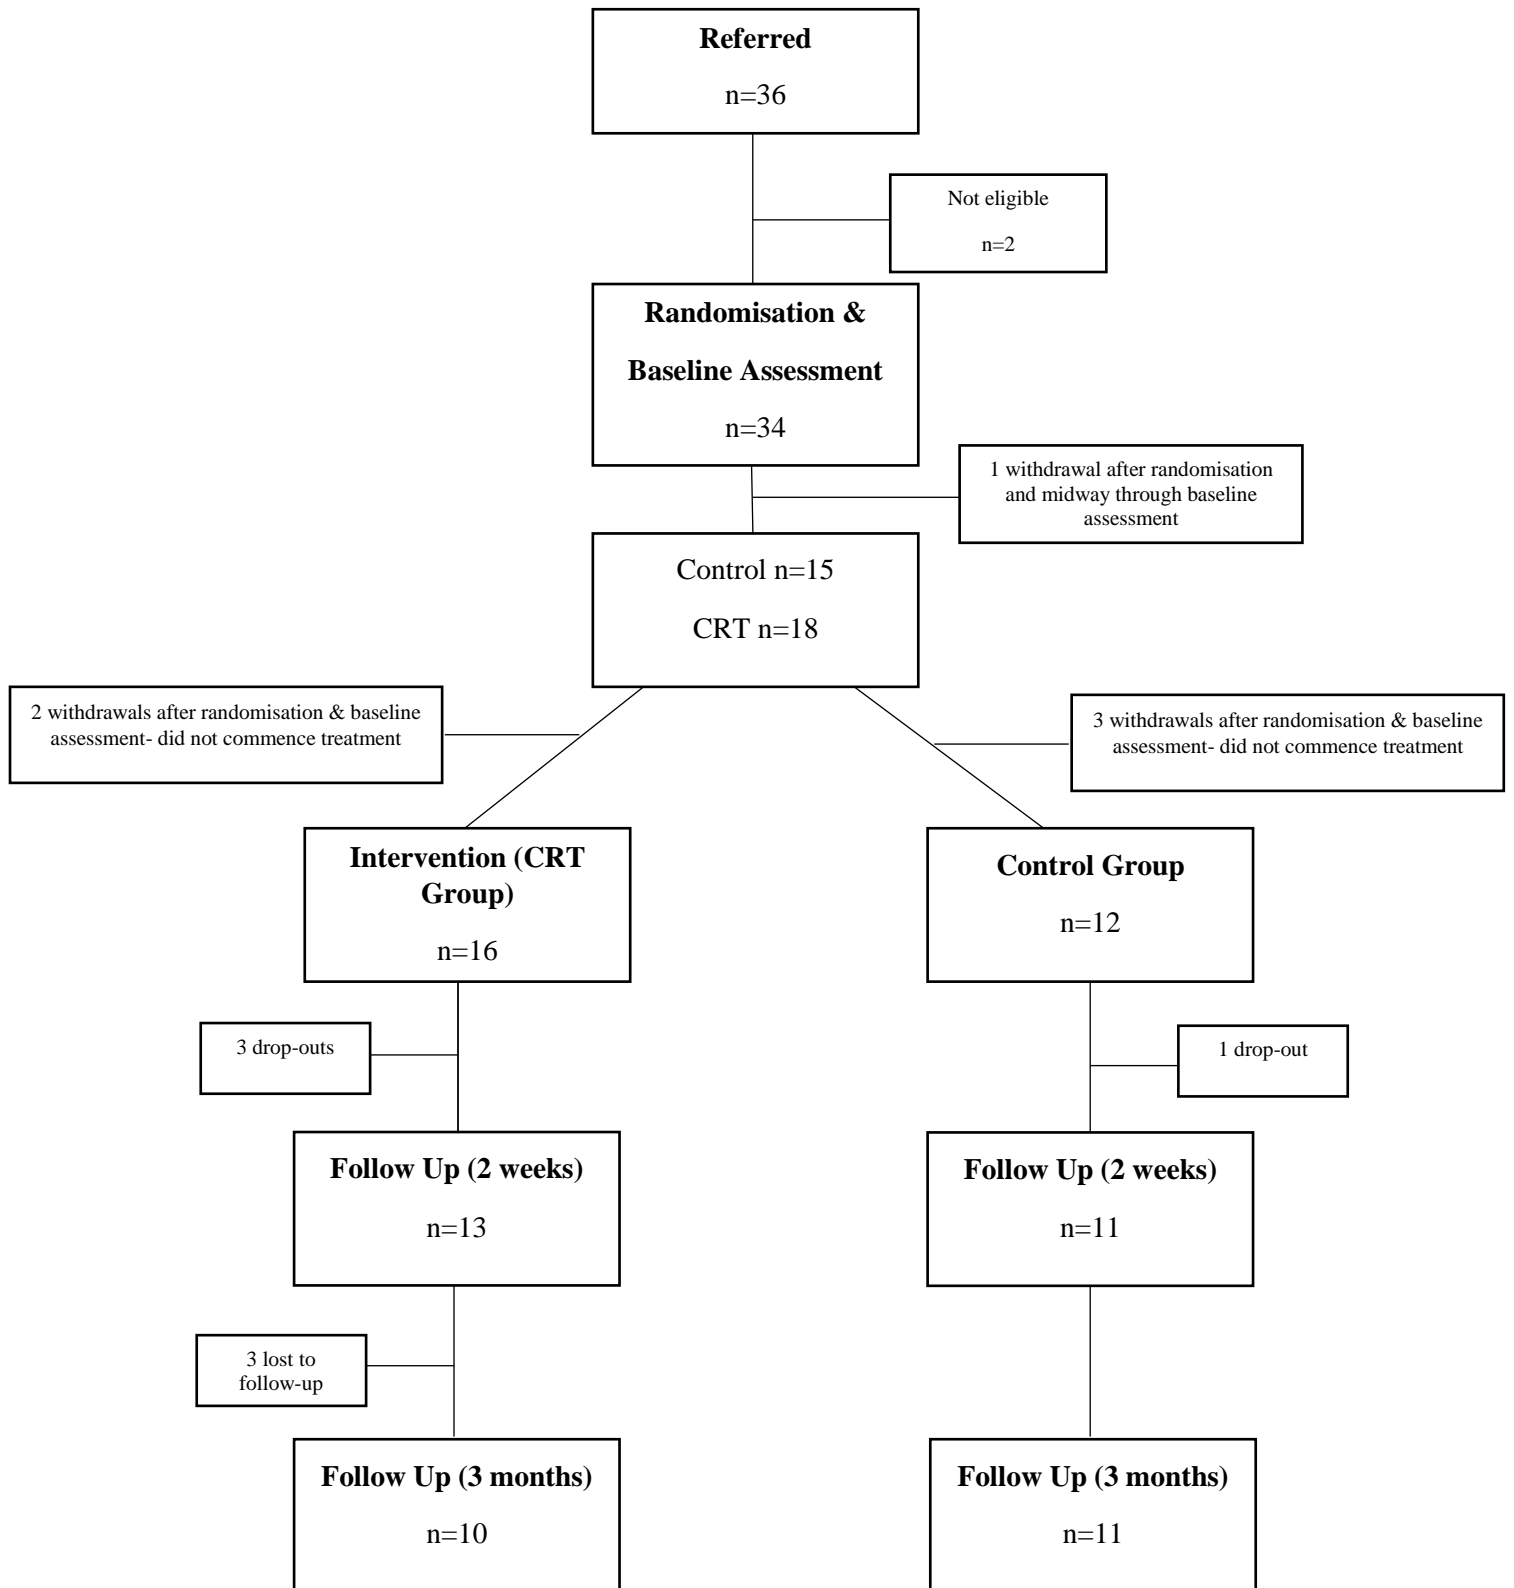 Referred
n=36
Not eligible
n=2
Randomisation &
Baseline Assessment
n=34
1 withdrawal after randomisation
and midway through baseline
assessment
Control n=15
CRT n=18
2 withdrawals after randomisation & baseline
assessment- did not commence treatment
3 withdrawals after randomisation & baseline
assessment- did not commence treatment
Intervention (CRT
Group)
n=16
Control Group
n=12
3 drop-outs
1 drop-out
Follow Up (2 weeks)
n=13
Follow Up (2 weeks)
n=11
3 lost to
follow-up
Follow Up (3 months)
n=10
Follow Up (3 months)
n=11